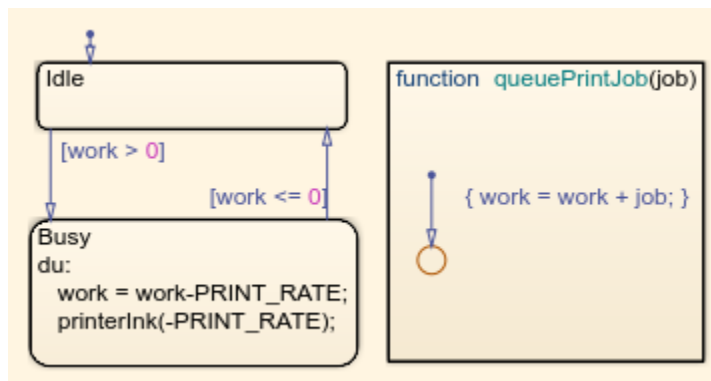 Idle
[work > 0]
[work <= 0]
Busy
du:
work = work-PRINT_RATE;
printerInk(-PRINT_RATE);
function queuePrintJob(job)
{ work = work + job; }